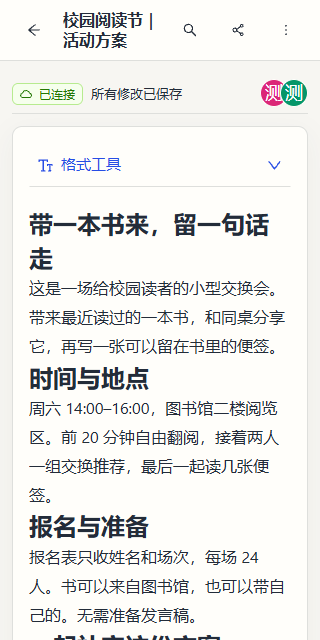 校园阅读节 |
活动方案
已连接 所有修改已保存 测 测
格式工具
带一本书来，留一句话
走
这是一场给校园读者的小型交换会。
带来最近读过的一本书，和同桌分享
它，再写一张可以留在书里的便签。
时间与地点
周六 14:00–16:00，图书馆二楼阅览
区。前 20 分钟自由翻阅，接着两人
一组交换推荐，最后一起读几张便
签。
报名与准备
报名表只收姓名和场次，每场 24
人。书可以来自图书馆，也可以带自
己的。无需准备发言稿。